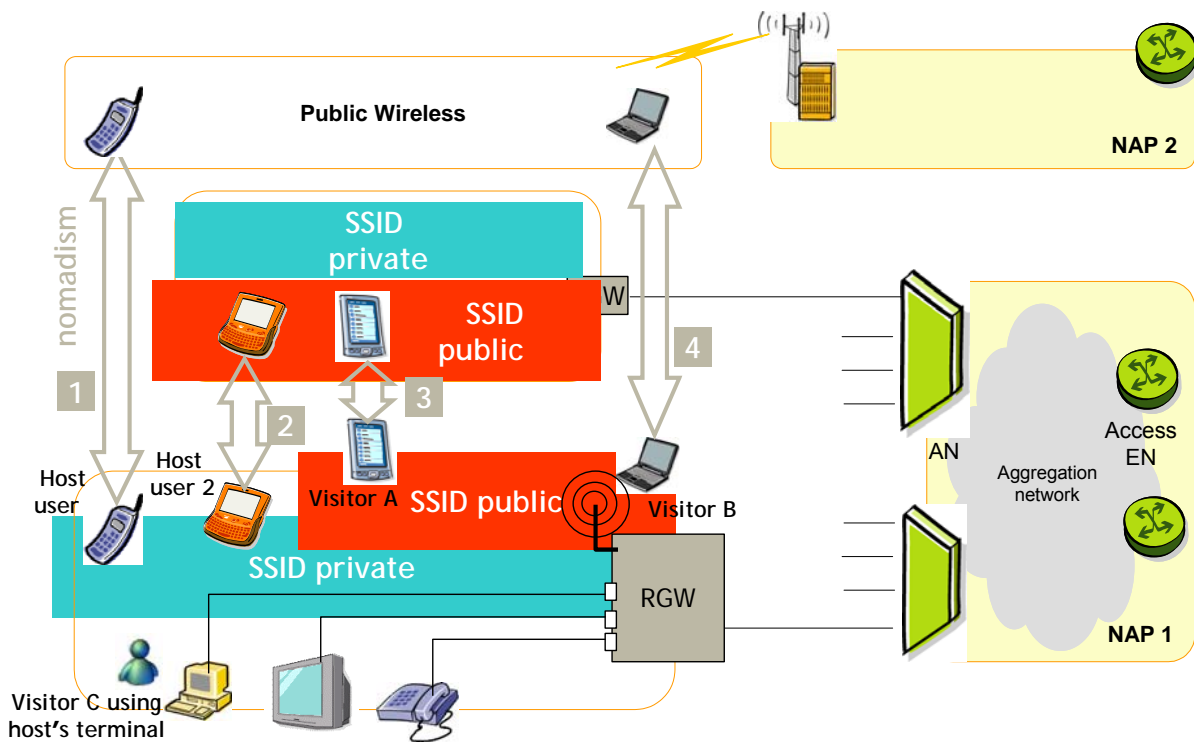 Public Wireless
NAP 2
nomadism
SSID
private
W
SSID
public
1
2
3
4
Host
user
Host
user 2
Visitor A
SSID public
Visitor B
SSID private
RGW
AN
Access
EN
Aggregation
network
NAP 1
Visitor C using
host's terminal